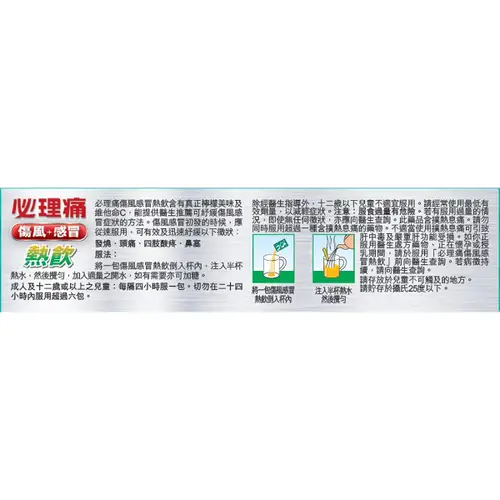 必理痛
傷風+感冒
熱飲
必理痛傷風感冒熱飲含有真正檸檬美味及
維他命C，能提供醫生推薦可紓緩傷風感
冒症狀的方法。傷風感冒初發的時候，應
從速服用，可有效及迅速紓緩以下徵狀：
發燒，頭痛，四肢酸疼，鼻塞
服法：
將一包傷風感冒熱飲倒入杯內，注入半杯
熱水，然後攪勻，加入適量之開水，如有需要亦可加糖。
成人及十二歲或以上之兒童：每隔四小時服一包。切勿在二十四
小時內服用超過六包。
除經醫生指導外，十二歲以下兒童不適宜服用。請經常使用最低有
效劑量，以減輕症狀。注意：服食過量有危險。若有服用過量的情
況，即使無任何徵狀，亦應向醫生查詢。此藥品含撲熱息痛。請勿
同時服用超過一種含撲熱息痛的藥物。不適當使用撲熱息痛可引致
肝中毒及嚴重肝功能受損。如你正
服用醫生處方藥物、正在懷孕或授
乳期間，請於服用「必理痛傷風感
冒熱飲」前向醫生查詢。若病徵持
續，請向醫生查詢。
請存放於兒童不可觸及的地方。
請貯存於攝氏25度以下。
將一包傷風感冒
熱飲倒入杯內
注入半杯熱水
然後攪勻